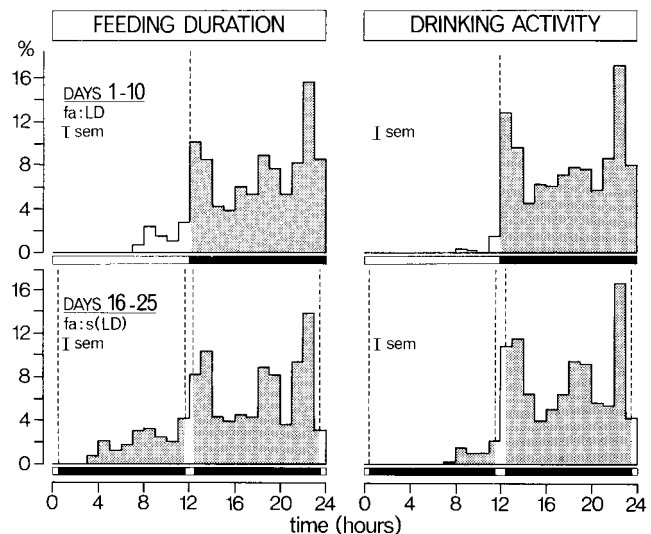 FEEDING DURATION
DRINKING ACTIVITY
%
16
12
8
4
0
DAYS 1-10
fa:LD
I sem
I sem
16
12
8
4
0
DAYS 16-25
fa:s(LD)
I sem
I sem
0 4 8 12 16 20 24
0 4 8 12 16 20 24
time (hours)